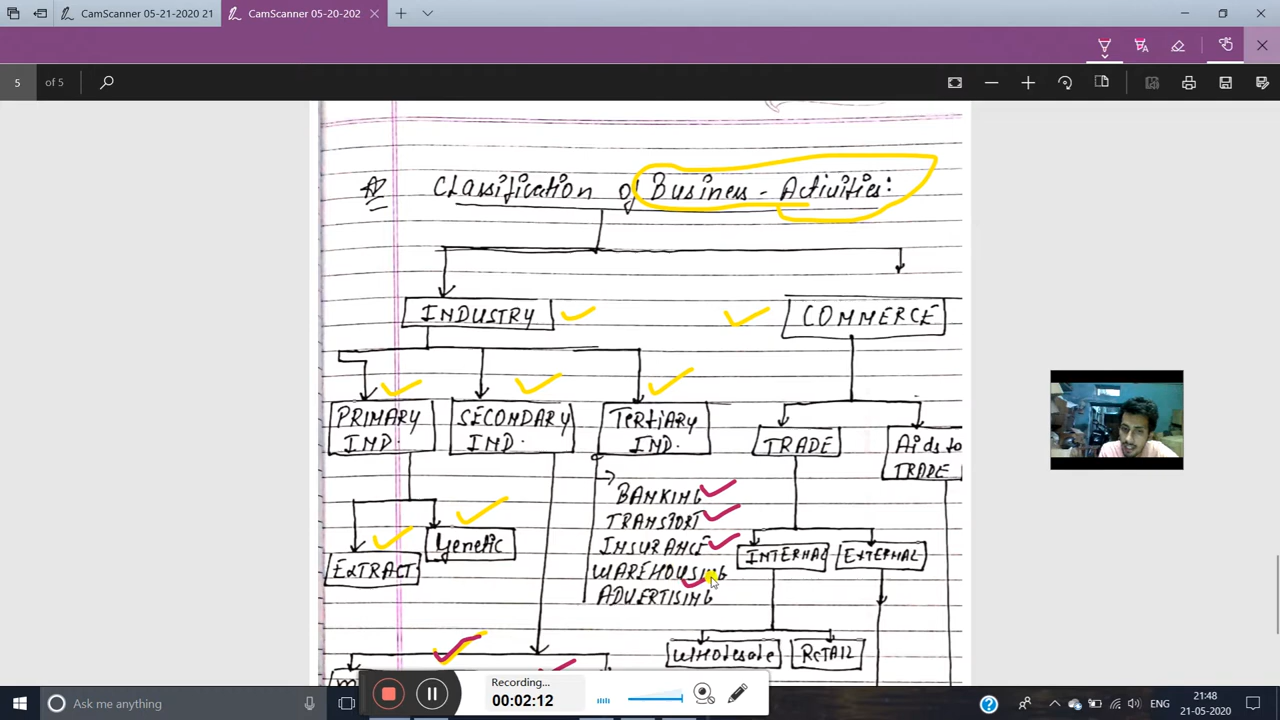 CamScanner 05-21-2020 21
CamScanner 05-20-202
5 of 5
Classification of Business - Activities:
INDUSTRY
COMMERCE
PRIMARY IND.
SECONDARY IND.
TERTIARY IND.
TRADE
Aids to TRADE
BANKING
TRANSPORT
INSURANCE
WAREHOUSING
ADVERTISING
Genetic
EXTRACT
INTERNAL
EXTERNAL
Wholesale
RETAIL
Recording...
00:02:12
Ask me anything
21:48
21-05-2020